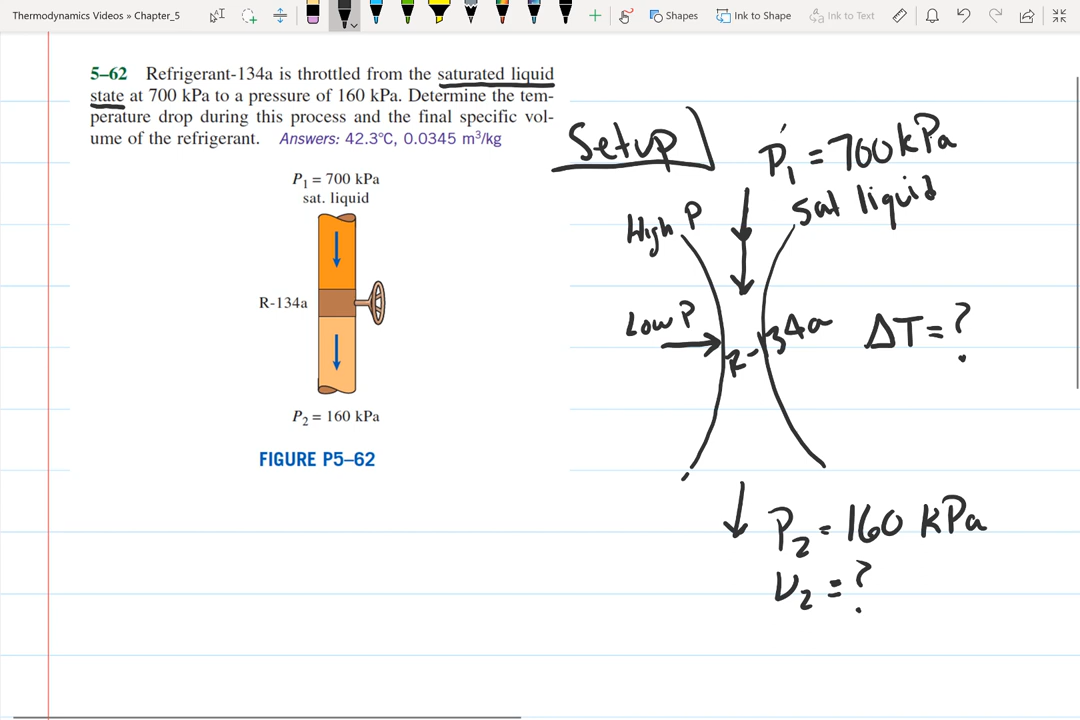 Thermodynamics Videos » Chapter_5
Shapes
Ink to Shape
Ink to Text
5–62 Refrigerant-134a is throttled from the saturated liquid
state at 700 kPa to a pressure of 160 kPa. Determine the tem-
perature drop during this process and the final specific vol-
ume of the refrigerant. Answers: 42.3°C, 0.0345 m³/kg
P₁ = 700 kPa
sat. liquid
R-134a
P₂ = 160 kPa
FIGURE P5–62
Setup
P₁ = 700 kPa
sat liquid
High P
Low P
R-134a
ΔT = ?
P₂ = 160 kPa
ν₂ = ?